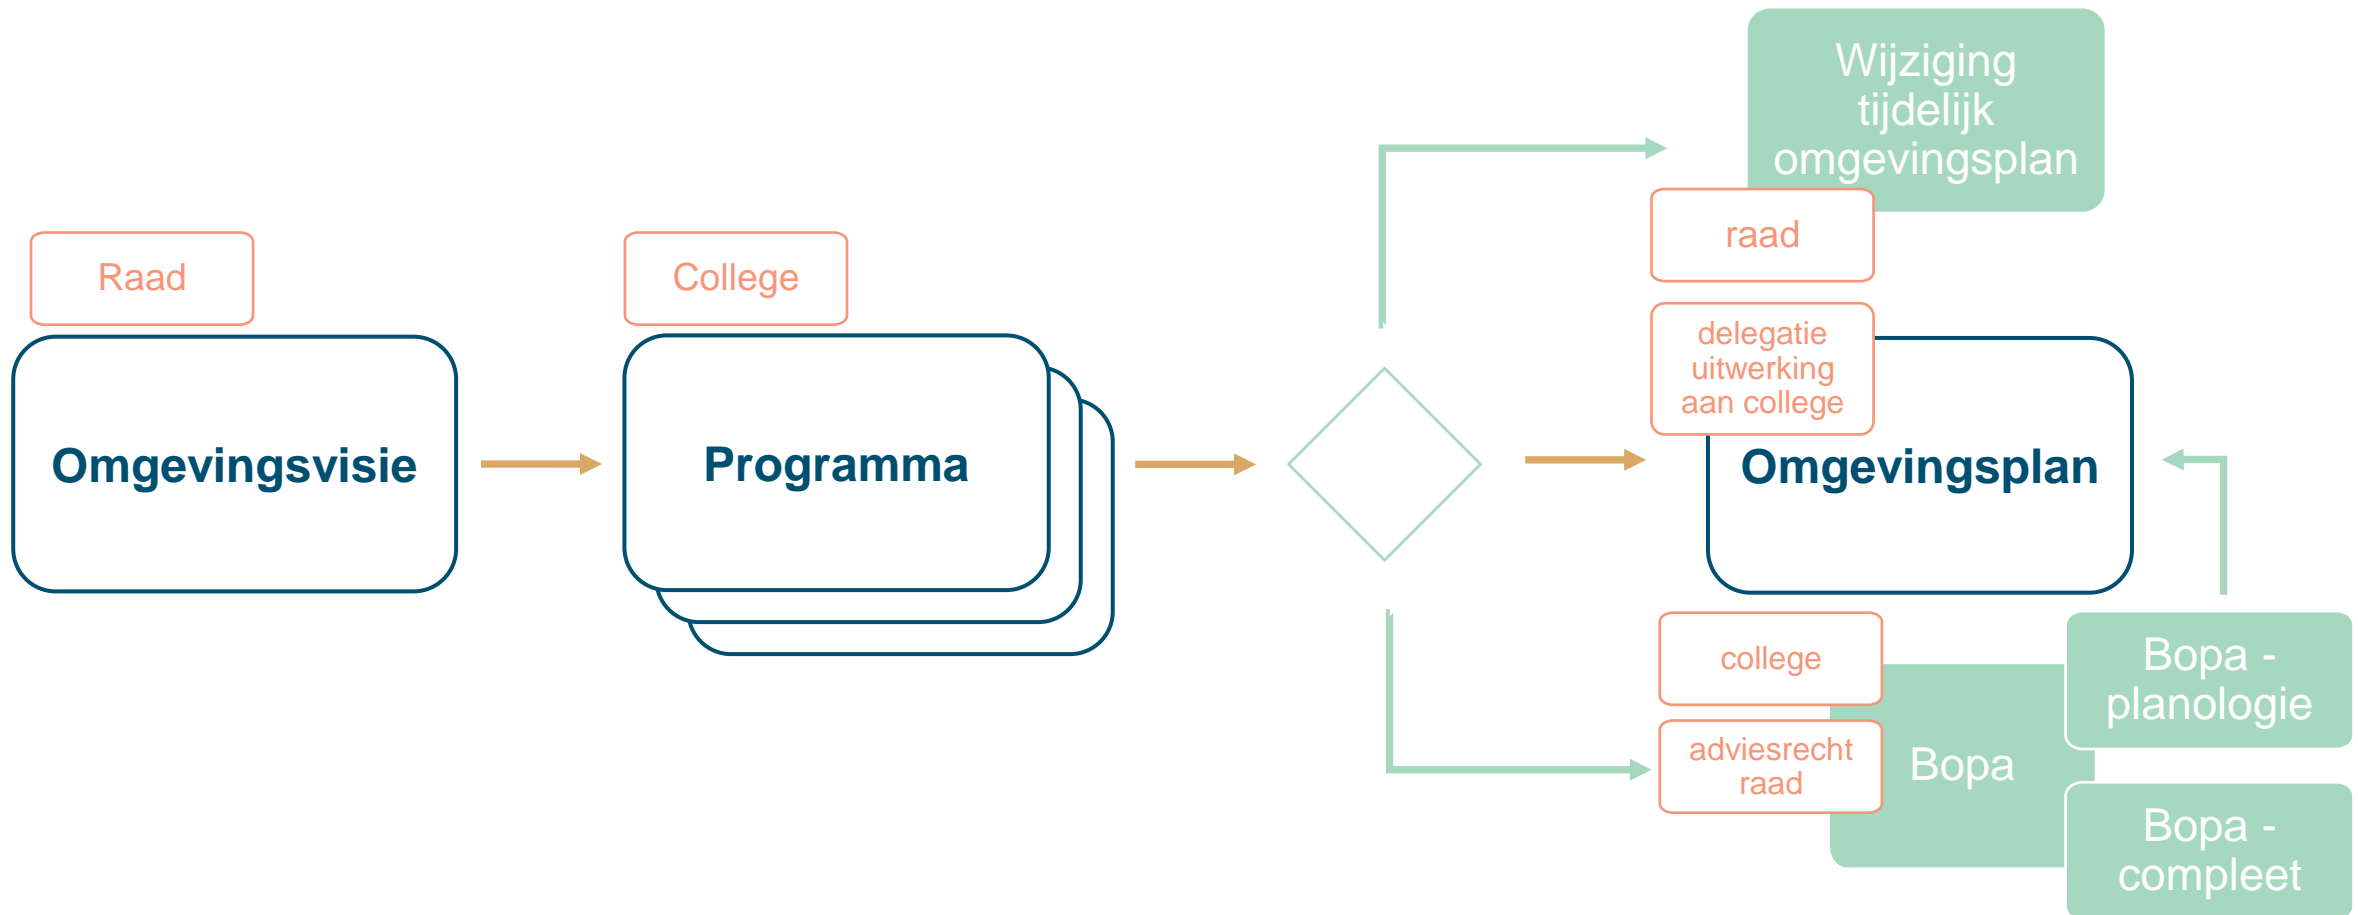 Raad
Omgevingsvisie
College
Programma
Wijziging
tijdelijk
omgevingsplan
raad
delegatie
uitwerking
aan college
Omgevingsplan
college
adviesrecht
raad
Bopa
Bopa -
planologie
Bopa -
compleet